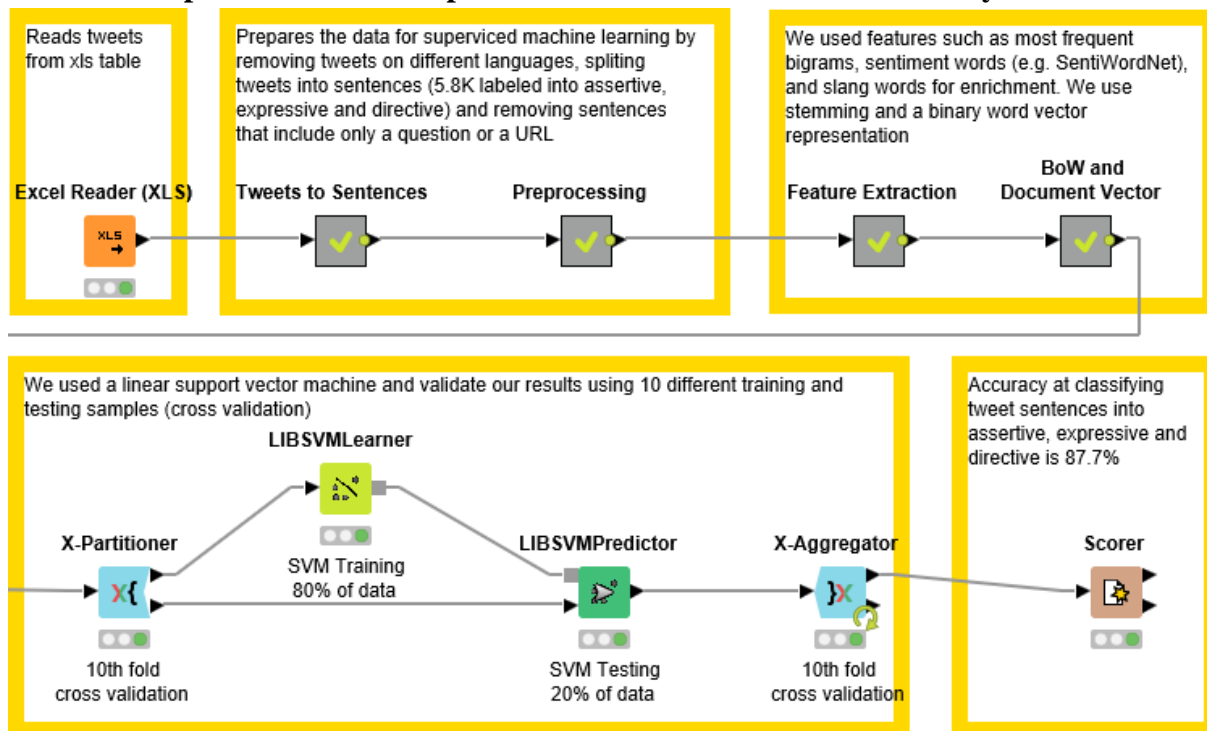 Reads tweets
from xls table
Prepares the data for superviced machine learning by
removing tweets on different languages, spliting
tweets into sentences (5.8K labeled into assertive,
expressive and directive) and removing sentences
that include only a question or a URL
We used features such as most frequent
bigrams, sentiment words (e.g. SentiWordNet),
and slang words for enrichment. We use
stemming and a binary word vector
representation
Excel Reader (XLS)
XLS
Tweets to Sentences
Preprocessing
Feature Extraction
BoW and
Document Vector
We used a linear support vector machine and validate our results using 10 different training and
testing samples (cross validation)
LIBSVMLearner
SVM Training
80% of data
X-Partitioner
X{
10th fold
cross validation
LIBSVMPredictor
SVM Testing
20% of data
X-Aggregator
}X
10th fold
cross validation
Accuracy at classifying
tweet sentences into
assertive, expressive and
directive is 87.7%
Scorer